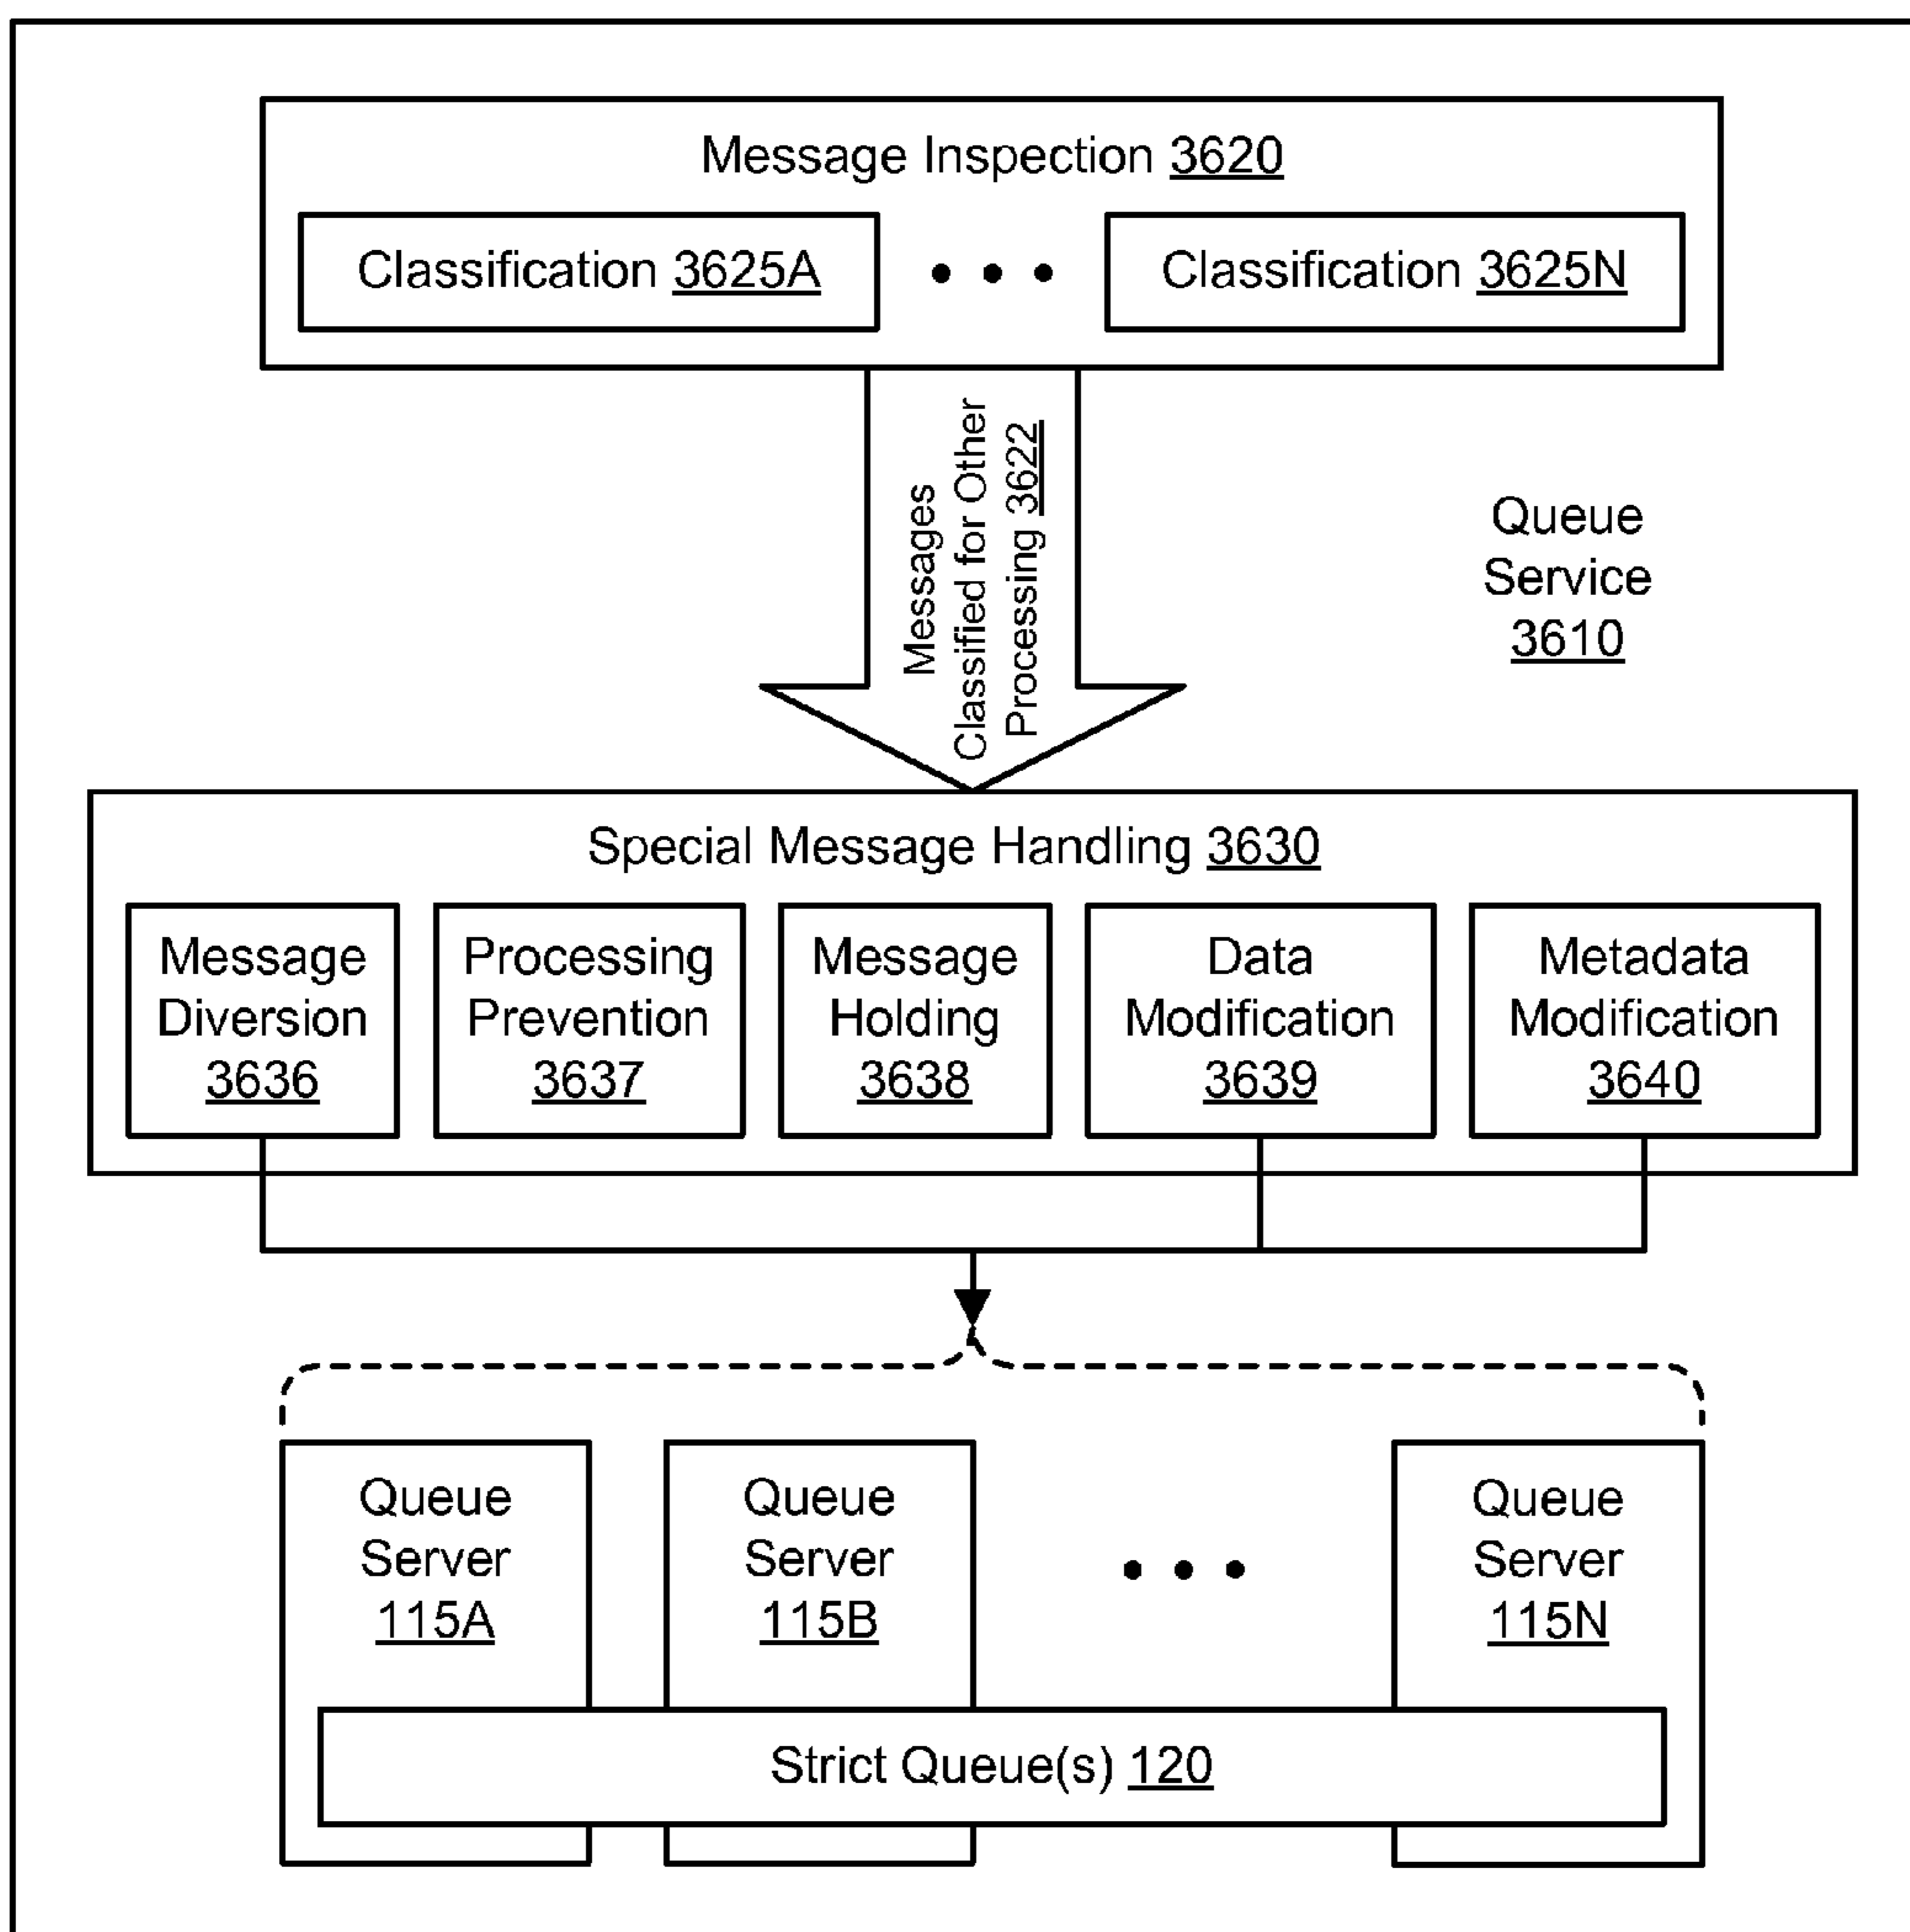 Message Inspection 3620
Classification 3625A
Classification 3625N
Messages
Classified for Other
Processing 3622
Queue
Service
3610
Special Message Handling 3630
Message
Diversion
3636
Processing
Prevention
3637
Message
Holding
3638
Data
Modification
3639
Metadata
Modification
3640
Queue
Server
115A
Queue
Server
115B
Queue
Server
115N
Strict Queue(s) 120